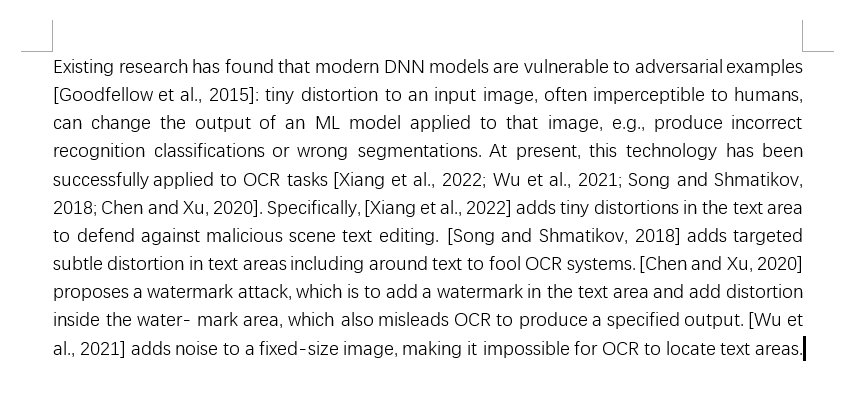 Existing research has found that modern DNN models are vulnerable to adversarial examples
[Goodfellow et al., 2015]: tiny distortion to an input image, often imperceptible to humans,
can change the output of an ML model applied to that image, e.g., produce incorrect
recognition classifications or wrong segmentations. At present, this technology has been
successfully applied to OCR tasks [Xiang et al., 2022; Wu et al., 2021; Song and Shmatikov,
2018; Chen and Xu, 2020]. Specifically, [Xiang et al., 2022] adds tiny distortions in the text area
to defend against malicious scene text editing. [Song and Shmatikov, 2018] adds targeted
subtle distortion in text areas including around text to fool OCR systems. [Chen and Xu, 2020]
proposes a watermark attack, which is to add a watermark in the text area and add distortion
inside the water- mark area, which also misleads OCR to produce a specified output. [Wu et
al., 2021] adds noise to a fixed-size image, making it impossible for OCR to locate text areas.